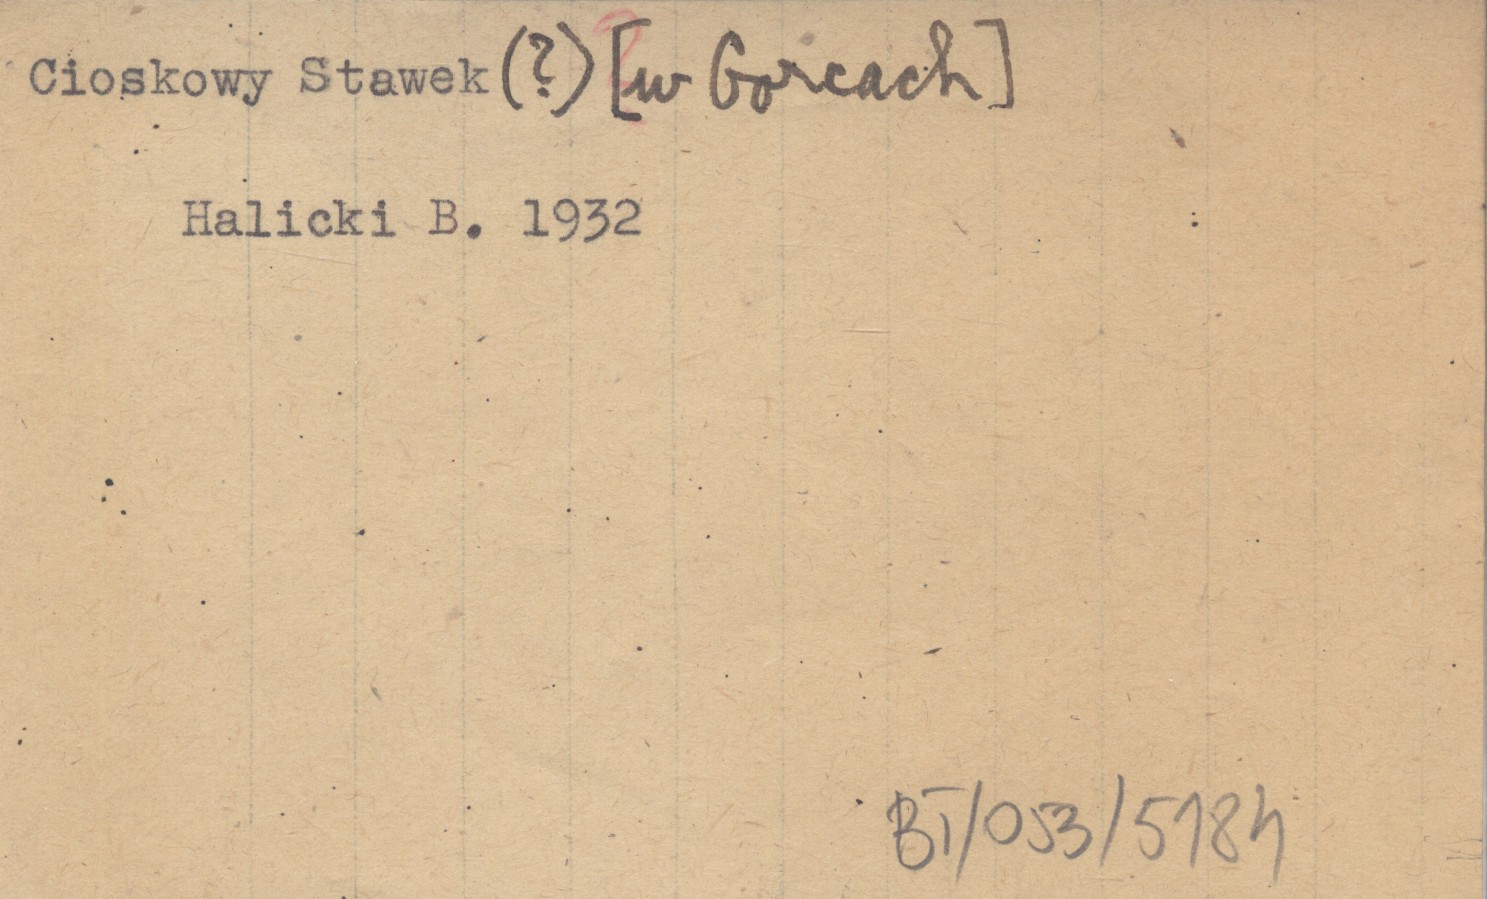 Cioskowy Stawek (?) [w Gorcach]
Halicki B. 1932
BT/053/5184